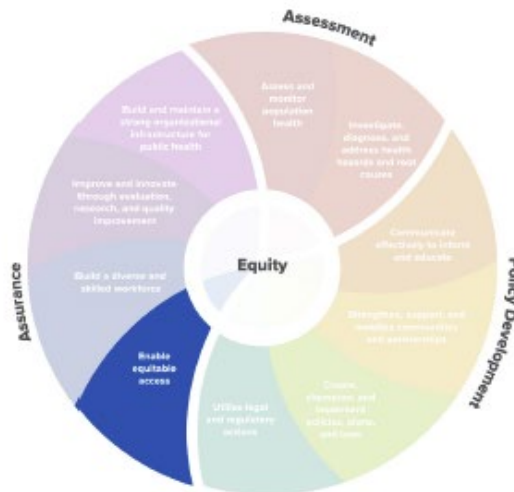 Assessment
Assess and
monitor
population
health
Investigate,
diagnose, and
address health
hazards and root
causes
Policy Development
Communicate
effectively to inform
and educate
Strengthen, support, and
mobilize communities
and partnerships
Create,
champion, and
implement
policies, plans,
and laws
Utilize legal
and regulatory
actions
Assurance
Enable
equitable
access
Build a diverse and
skilled workforce
Improve and innovate
through evaluation,
research, and quality
improvement
Build and maintain a
strong organizational
infrastructure for
public health
Equity